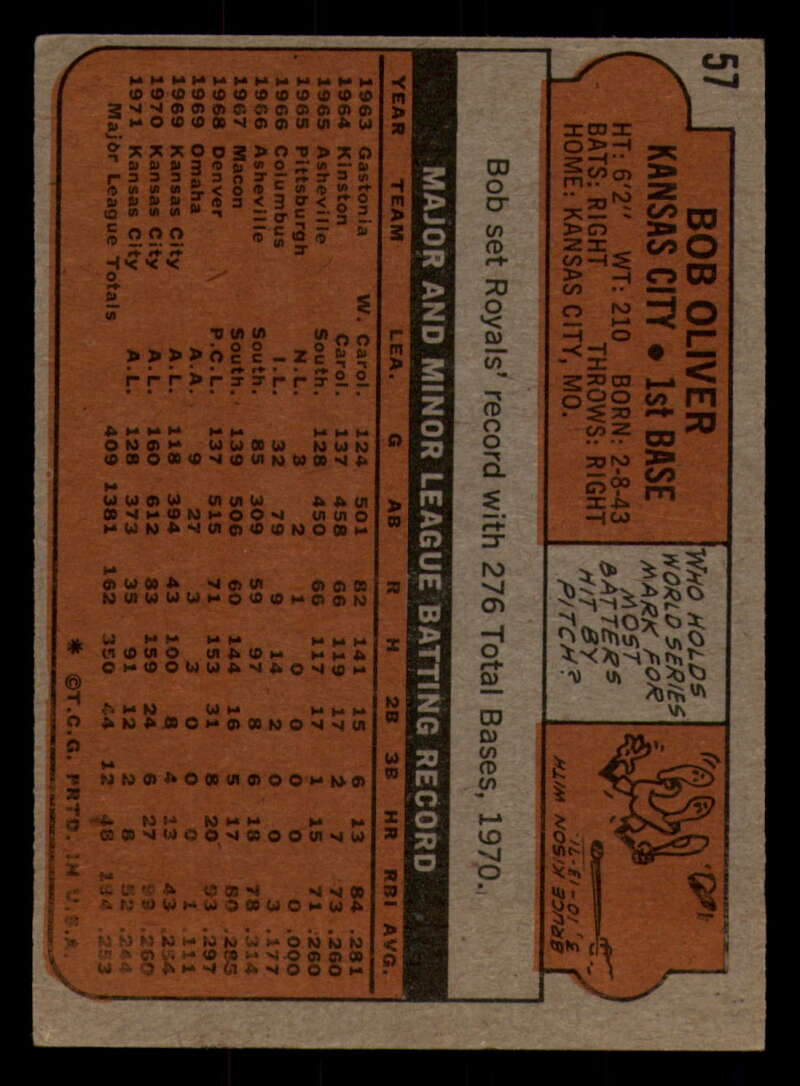 57
BOB OLIVER
KANSAS CITY • 1st BASE
HT: 6'2" WT: 210 BORN: 2-8-43
BATS: RIGHT THROWS: RIGHT
HOME: KANSAS CITY, MO.
WHO HOLDS
WORLD SERIES
MARK FOR
MOST
BATTERS
HIT BY
PITCH?
BRUCE KISON WITH
3, 10-13-71.
Bob set Royals' record with 276 Total Bases, 1970.
MAJOR AND MINOR LEAGUE BATTING RECORD
YEAR TEAM LEA. G AB R H 2B 3B HR RBI AVG.
1963 Gastonia W. Carol. 124 501 82 141 15 6 13 84 .281
1964 Kinston Carol. 137 458 66 119 17 2 7 73 .260
1965 Asheville South. 128 450 66 117 17 1 15 71 .260
1965 Pittsburgh N.L. 3 2 1 0 0 0 0 0 .000
1966 Columbus I.L. 32 79 9 14 2 0 0 3 .177
1966 Asheville South. 85 309 59 97 8 6 18 78 .314
1967 Macon South. 139 506 60 144 16 5 17 80 .285
1968 Denver P.C.L. 137 515 71 153 31 8 20 93 .297
1969 Omaha A.A. 9 27 3 3 0 0 0 1 .111
1969 Kansas City A.L. 118 394 43 100 8 4 13 43 .254
1970 Kansas City A.L. 160 612 83 159 24 6 27 99 .260
1971 Kansas City A.L. 128 373 35 91 12 2 8 52 .244
Major League Totals 409 1381 162 350 44 12 48 194 .253
* ©T.C.G. PRTD. IN U.S.A.